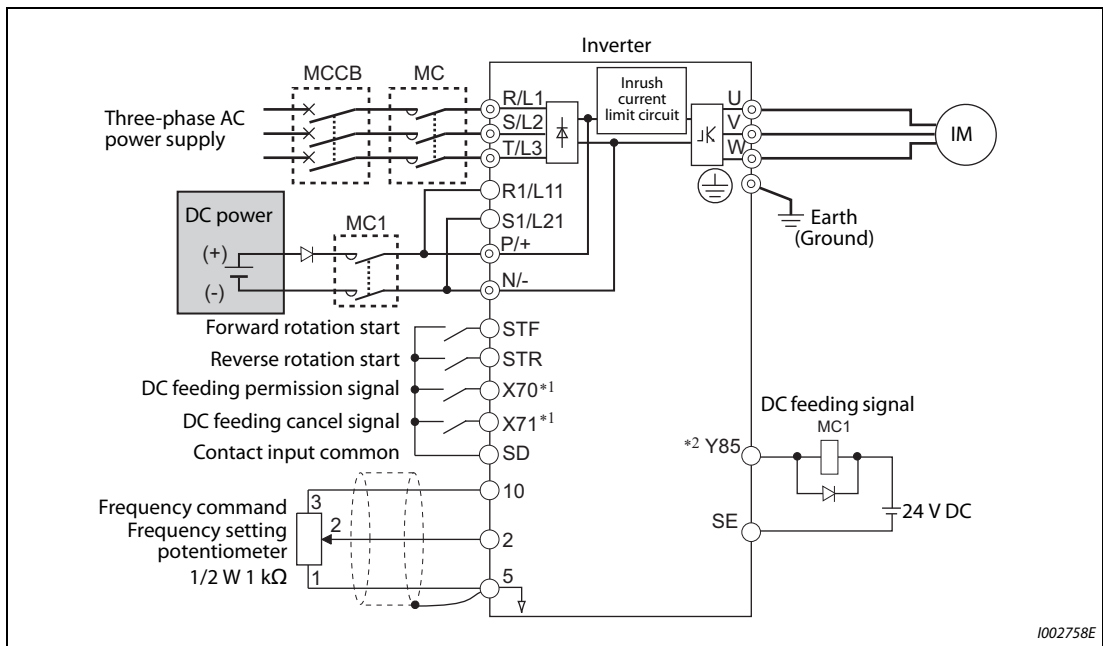 Inverter
MCCB
MC
Inrush
current
limit circuit
R/L1
S/L2
T/L3
U
V
W
IM
Three-phase AC
power supply
R1/L11
S1/L21
DC power
MC1
P/+
(+)
(-)
N/-
Earth
(Ground)
Forward rotation start
STF
Reverse rotation start
STR
DC feeding permission signal
X70*1
DC feeding cancel signal
X71*1
Contact input common
SD
DC feeding signal
MC1
*2 Y85
SE
24 V DC
10
Frequency command
3
Frequency setting
2
potentiometer
2
1/2 W 1 kΩ
1
5
I002758E